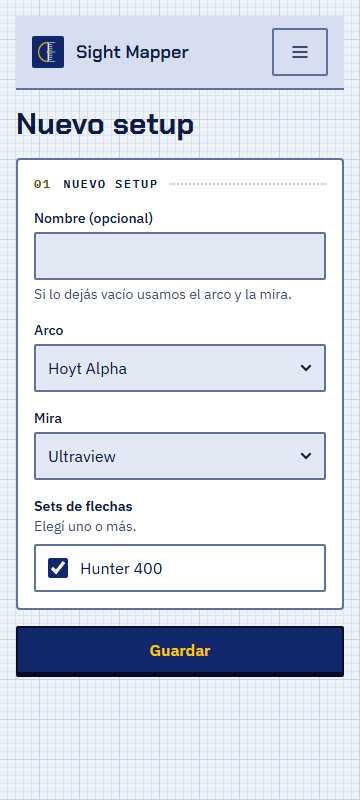 Sight Mapper
Nuevo setup
01 NUEVO SETUP
Nombre (opcional)
Si lo dejás vacío usamos el arco y la mira.
Arco
Hoyt Alpha
Mira
Ultraview
Sets de flechas
Elegí uno o más.
Hunter 400
Guardar